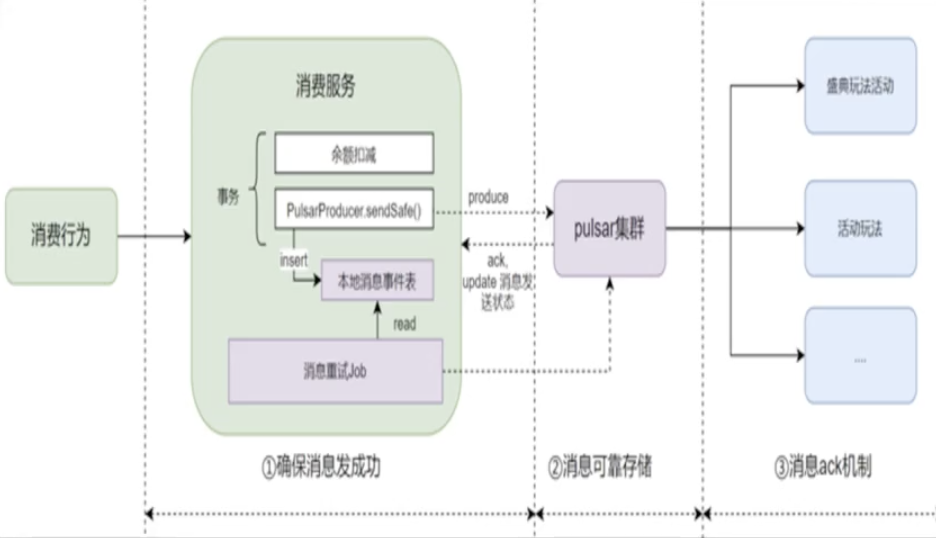 消费行为
消费服务
事务
余额扣减
PulsarProducer.sendSafe()
insert
本地消息事件表
read
消息重试Job
produce
ack,
update 消息发
送状态
pulsar集群
盛典玩法活动
活动玩法
....
①确保消息发成功
②消息可靠存储
③消息ack机制